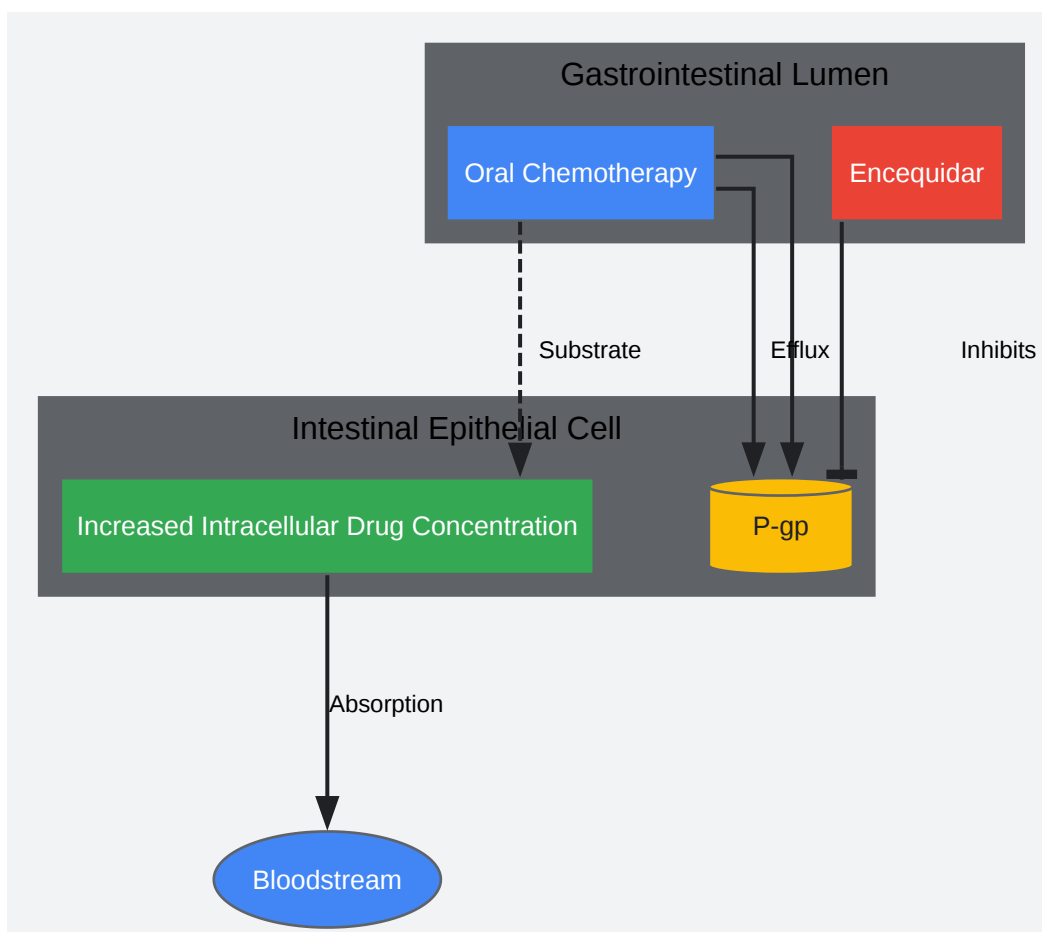 Gastrointestinal Lumen
Oral Chemotherapy
Encequidar
Substrate
Efflux
Inhibits
Intestinal Epithelial Cell
Increased Intracellular Drug Concentration
P-gp
Absorption
Bloodstream